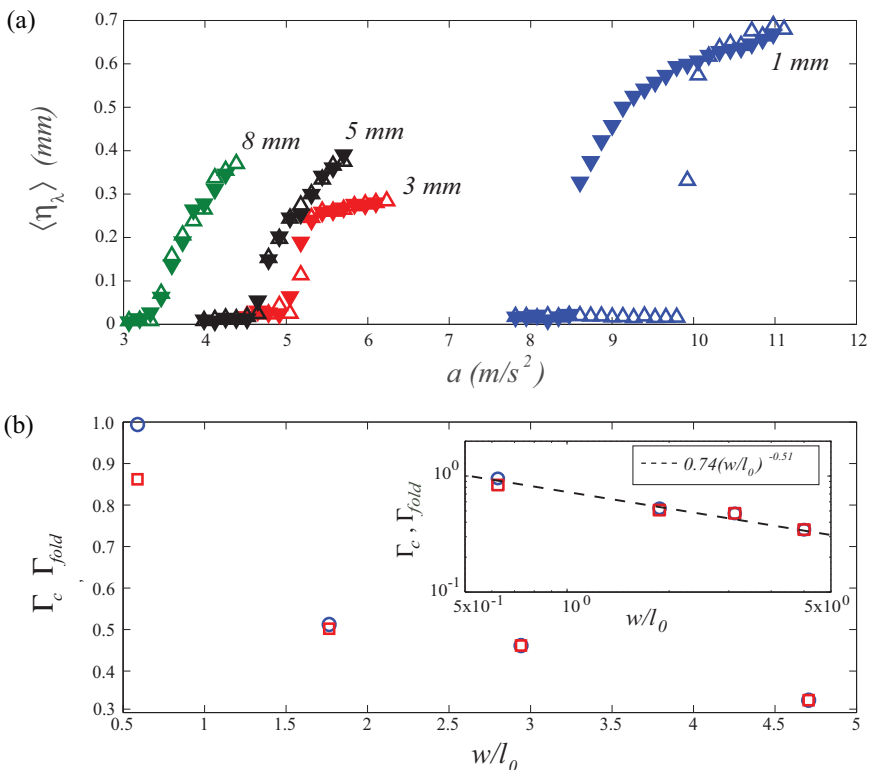 (a)
0.7
0.6
0.5
0.4
0.3
0.2
0.1
0
⟨η_λ⟩ (mm)
8 mm
5 mm
3 mm
1 mm
3 4 5 6 7 8 9 10 11 12
a (m/s^2)
(b)
1.0
0.9
0.8
0.7
0.6
0.5
0.4
0.3
Γ_c , Γ_fold
0.5 1 1.5 2 2.5 3 3.5 4 4.5 5
w/l_0
10^0
10^-1
Γ_c , Γ_fold
0.74(w/l_0)^-0.51
5x10^-1 10^0 5x10^0
w/l_0